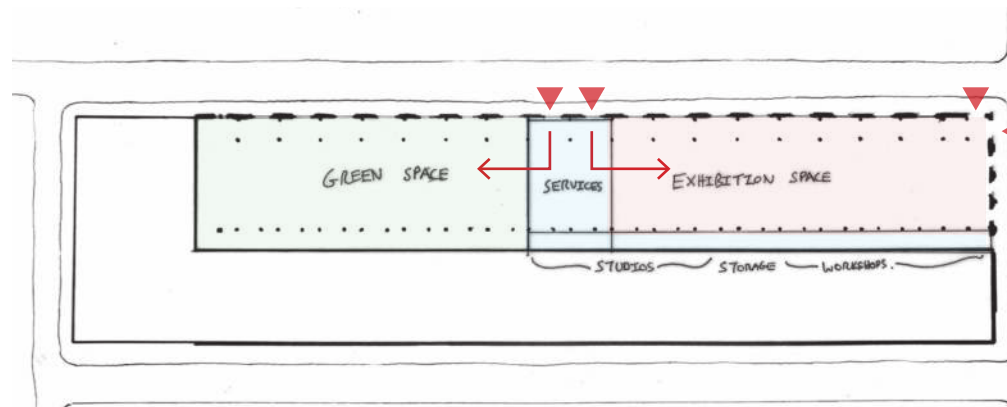 GREEN SPACE
SERVICES
EXHIBITION SPACE
STUDIOS STORAGE WORKSHOPS.